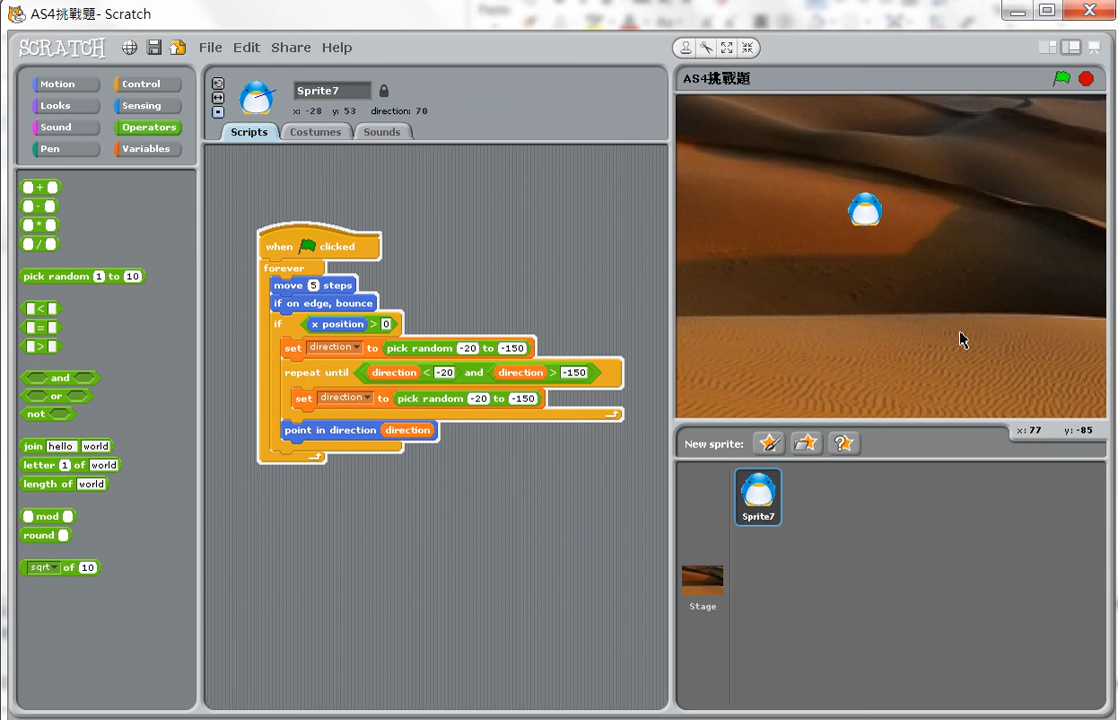 AS4挑戰題- Scratch
SCRATCH File Edit Share Help
Motion Control
Looks Sensing
Sound Operators
Pen Variables
Sprite7
x: -28 y: 53 direction: 70
Scripts Costumes Sounds
AS4挑戰題
+
-
*
/
pick random 1 to 10
<
=
>
and
or
not
join hello world
letter 1 of world
length of world
mod
round
sqrt of 10
when clicked
forever
move 5 steps
if on edge, bounce
if x position > 0
set direction to pick random -20 to -150
repeat until direction < -20 and direction > -150
set direction to pick random -20 to -150
point in direction direction
x: 77 y: -85
New sprite:
Sprite7
Stage